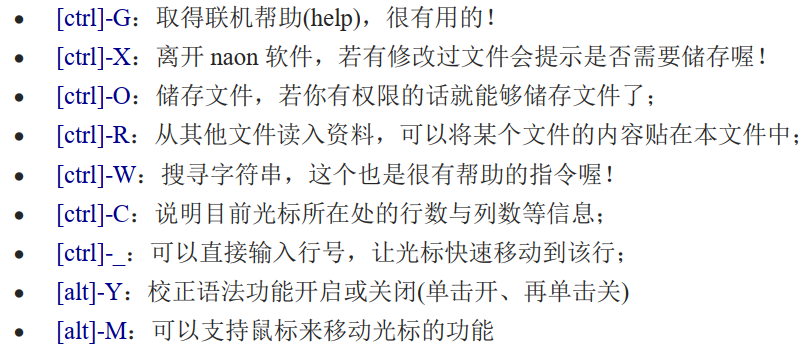 • [ctrl]-G：取得联机帮助(help)，很有用的！
• [ctrl]-X：离开 naon 软件，若有修改过文件会提示是否需要储存喔！
• [ctrl]-O：储存文件，若你有权限的话就能够储存文件了；
• [ctrl]-R：从其他文件读入资料，可以将某个文件的内容贴在本文件中；
• [ctrl]-W：搜寻字符串，这个也是很有帮助的指令喔！
• [ctrl]-C：说明目前光标所在处的行数与列数等信息；
• [ctrl]-_：可以直接输入行号，让光标快速移动到该行；
• [alt]-Y：校正语法功能开启或关闭(单击开、再单击关)
• [alt]-M：可以支持鼠标来移动光标的功能